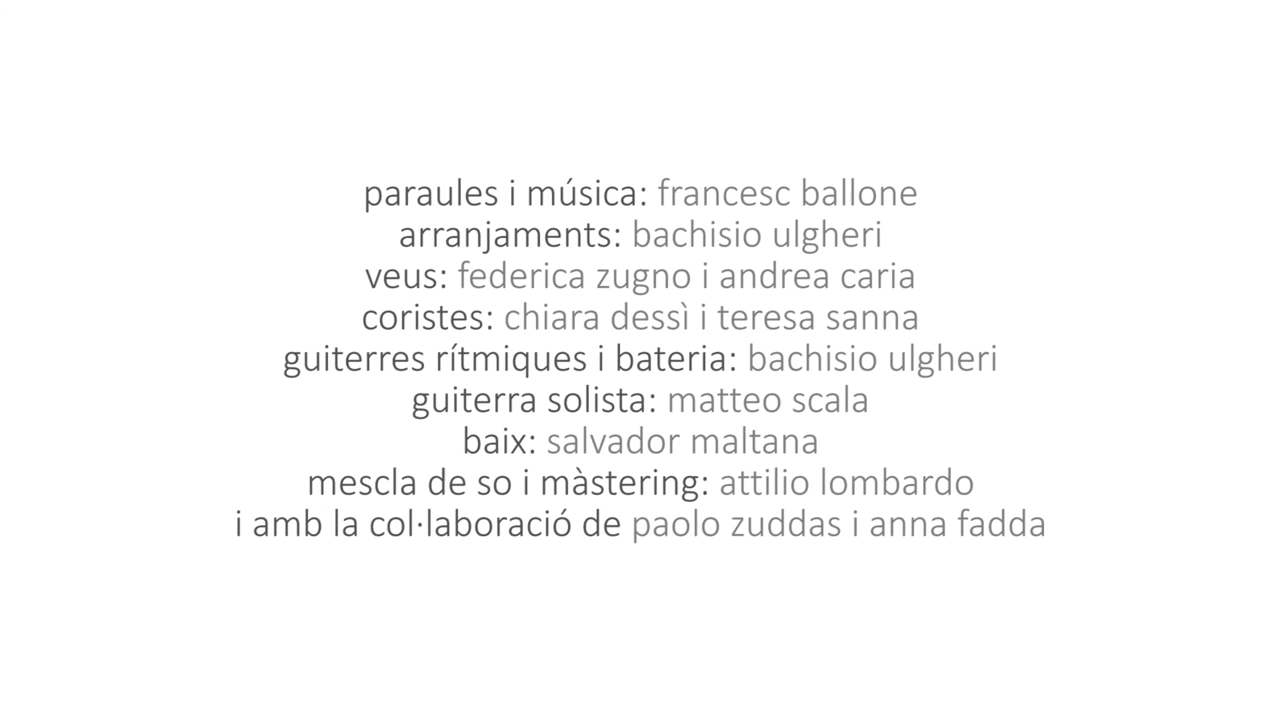 paraules i música: francesc ballone
arranjaments: bachisio ulgheri
veus: federica zugno i andrea caria
coristes: chiara dessì i teresa sanna
guiterres rítmiques i bateria: bachisio ulgheri
guiterra solista: matteo scala
baix: salvador maltana
mescla de so i màstering: attilio lombardo
i amb la col·laboració de paolo zuddas i anna fadda